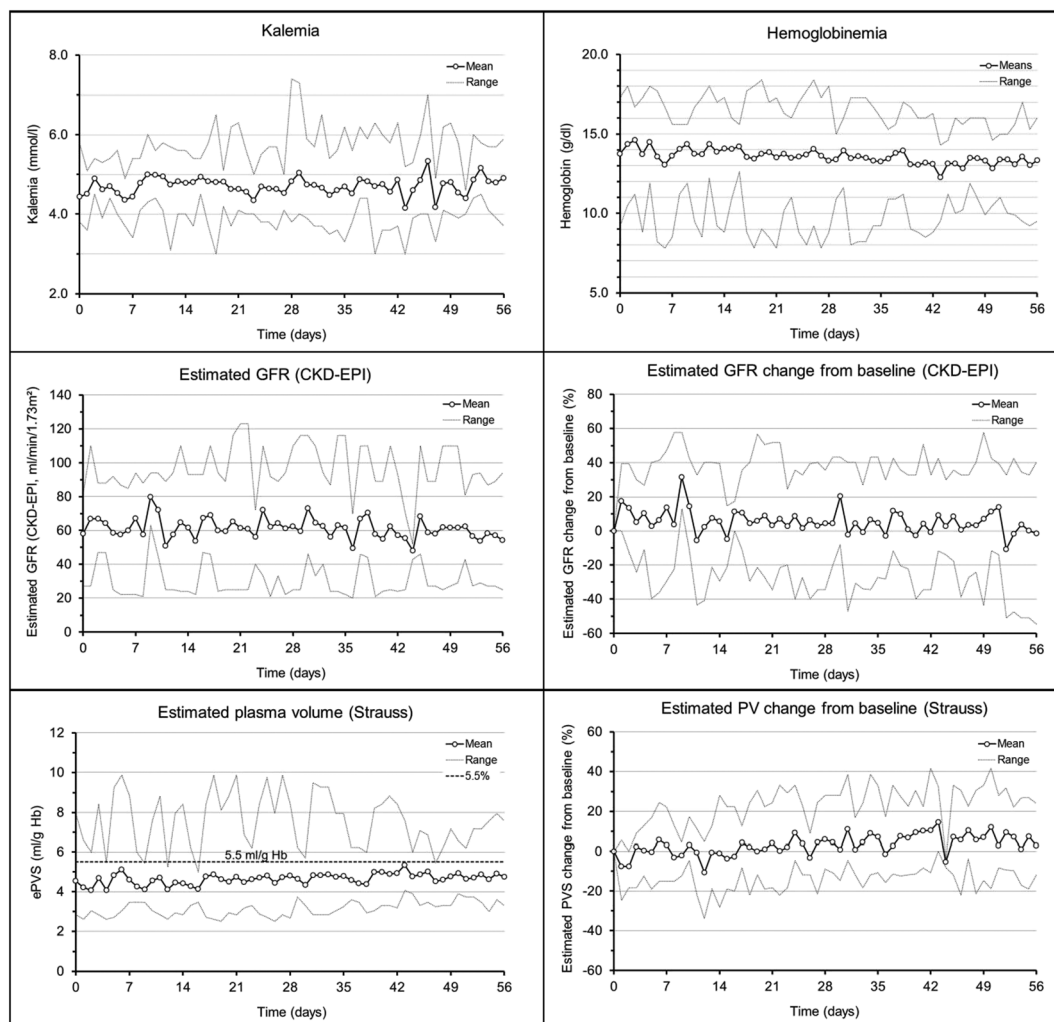 Kalemia
Mean
Range
Kalemia (mmol/l)
8.0
6.0
4.0
2.0
0 7 14 21 28 35 42 49 56
Time (days)
Hemoglobinemia
Means
Range
Hemoglobin (g/dl)
20.0
15.0
10.0
5.0
0 7 14 21 28 35 42 49 56
Time (days)
Estimated GFR (CKD-EPI)
Mean
Range
Estimated GFR (CKD-EPI, ml/min/1.73m²)
140
120
100
80
60
40
20
0
0 7 14 21 28 35 42 49 56
Time (days)
Estimated GFR change from baseline (CKD-EPI)
Mean
Range
Estimated GFR change from baseline (%)
80
60
40
20
0
-20
-40
-60
0 7 14 21 28 35 42 49 56
Time (days)
Estimated plasma volume (Strauss)
Mean
Range
5.5%
5.5 ml/g Hb
ePVS (ml/g Hb)
12
10
8
6
4
2
0
0 7 14 21 28 35 42 49 56
Time (days)
Estimated PV change from baseline (Strauss)
Mean
Range
Estimated PVS change from baseline (%)
60
40
20
0
-20
-40
-60
0 7 14 21 28 35 42 49 56
Time (days)